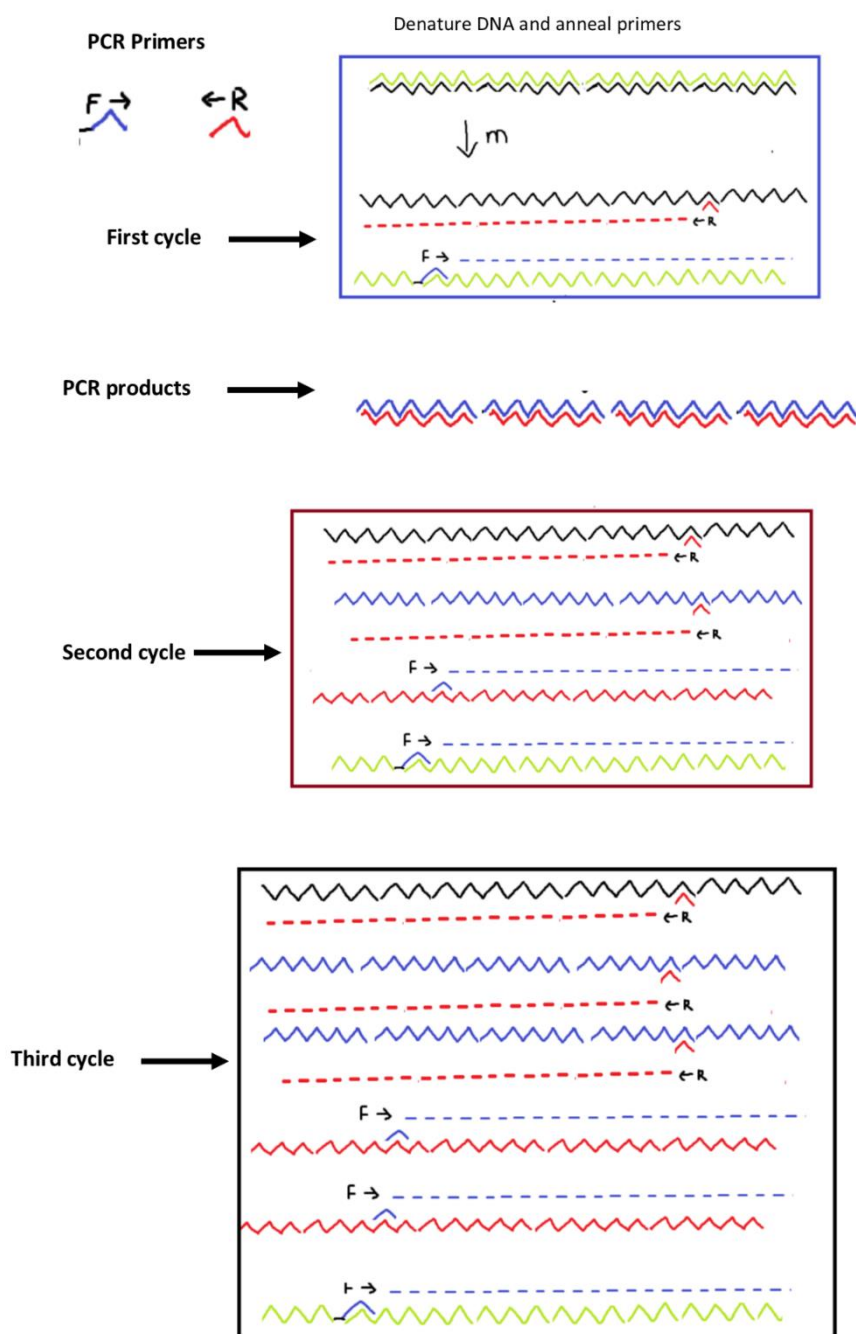 Denature DNA and anneal primers
PCR Primers
F →
← R
↓ m
← R
First cycle
F →
PCR products
← R
← R
Second cycle
F →
F →
← R
← R
Third cycle
← R
F →
F →
F →